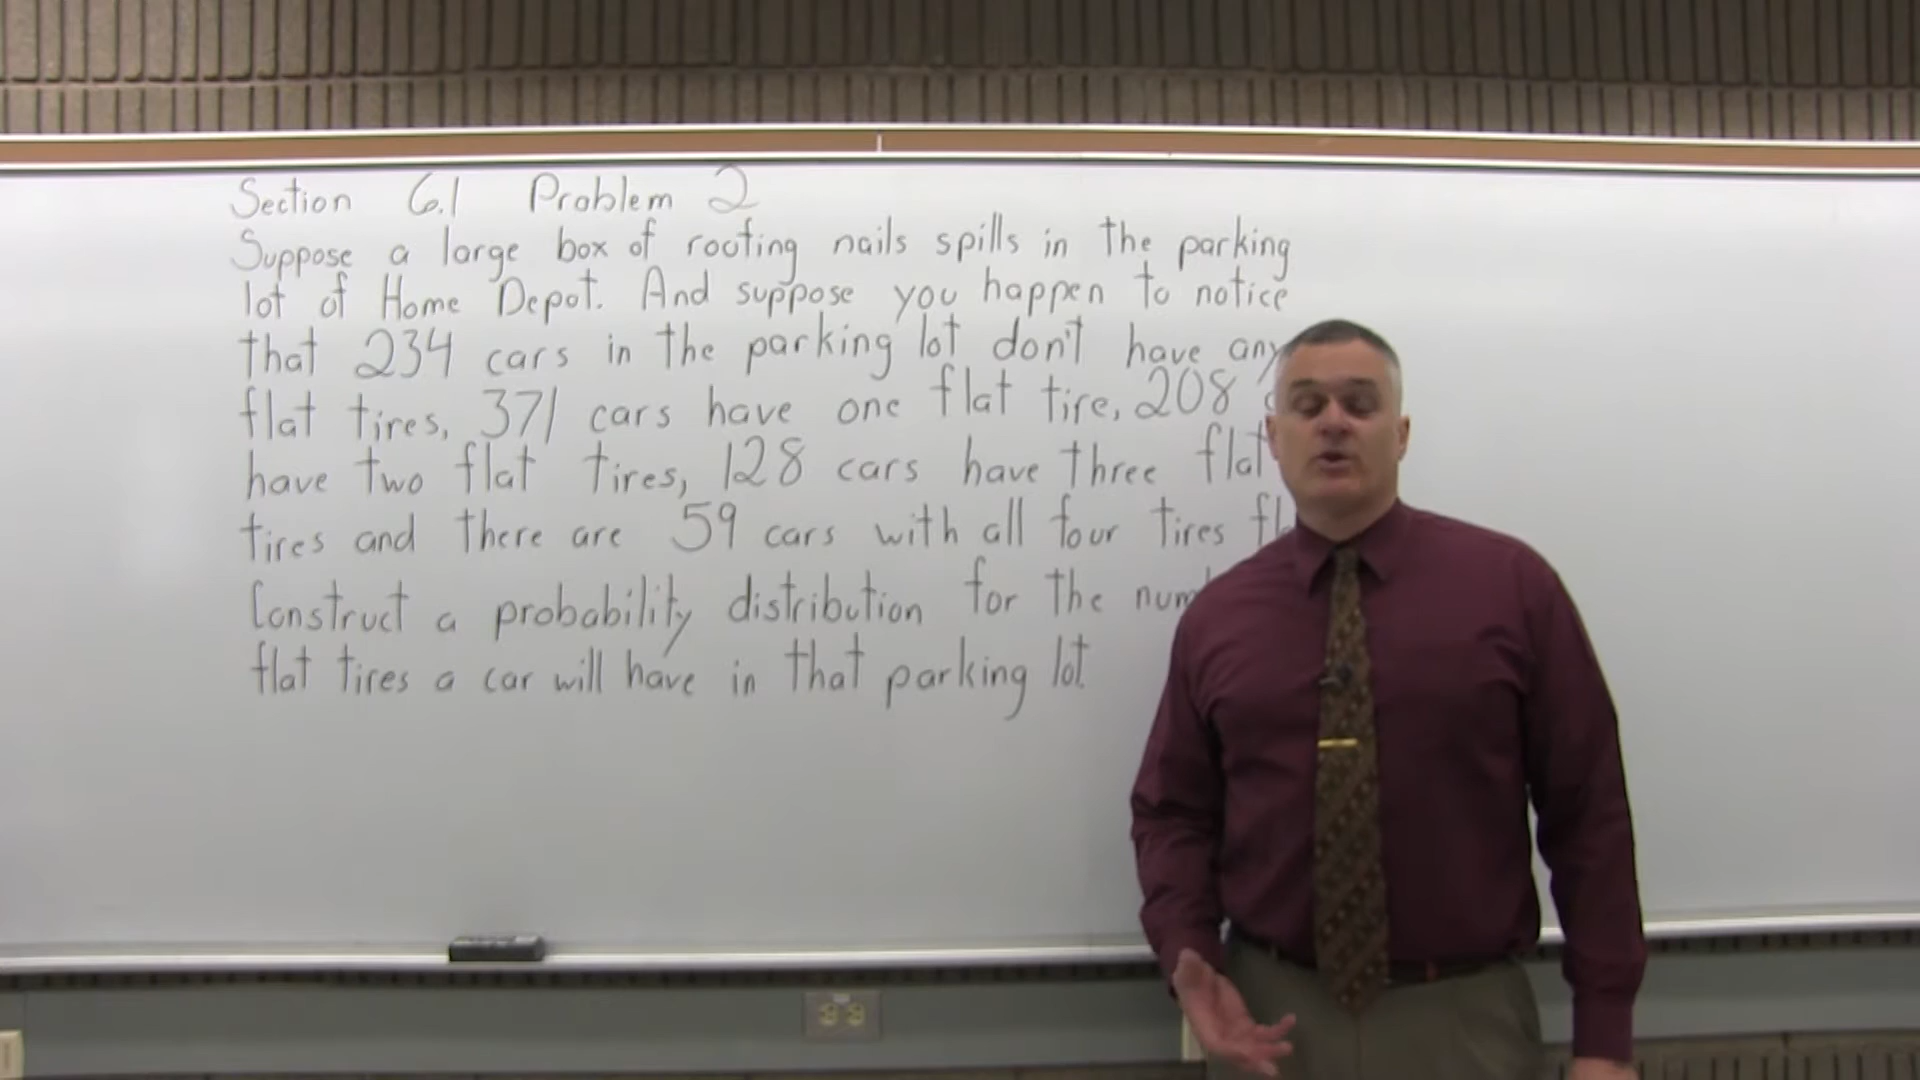 Section 6.1 Problem 2
Suppose a large box of roofing nails spills in the parking
lot of Home Depot. And suppose you happen to notice
that 234 cars in the parking lot don't have any
flat tires, 371 cars have one flat tire, 208
have two flat tires, 128 cars have three flat
tires and there are 59 cars with all four tires
Construct a probability distribution for the
flat tires a car will have in that parking lot.